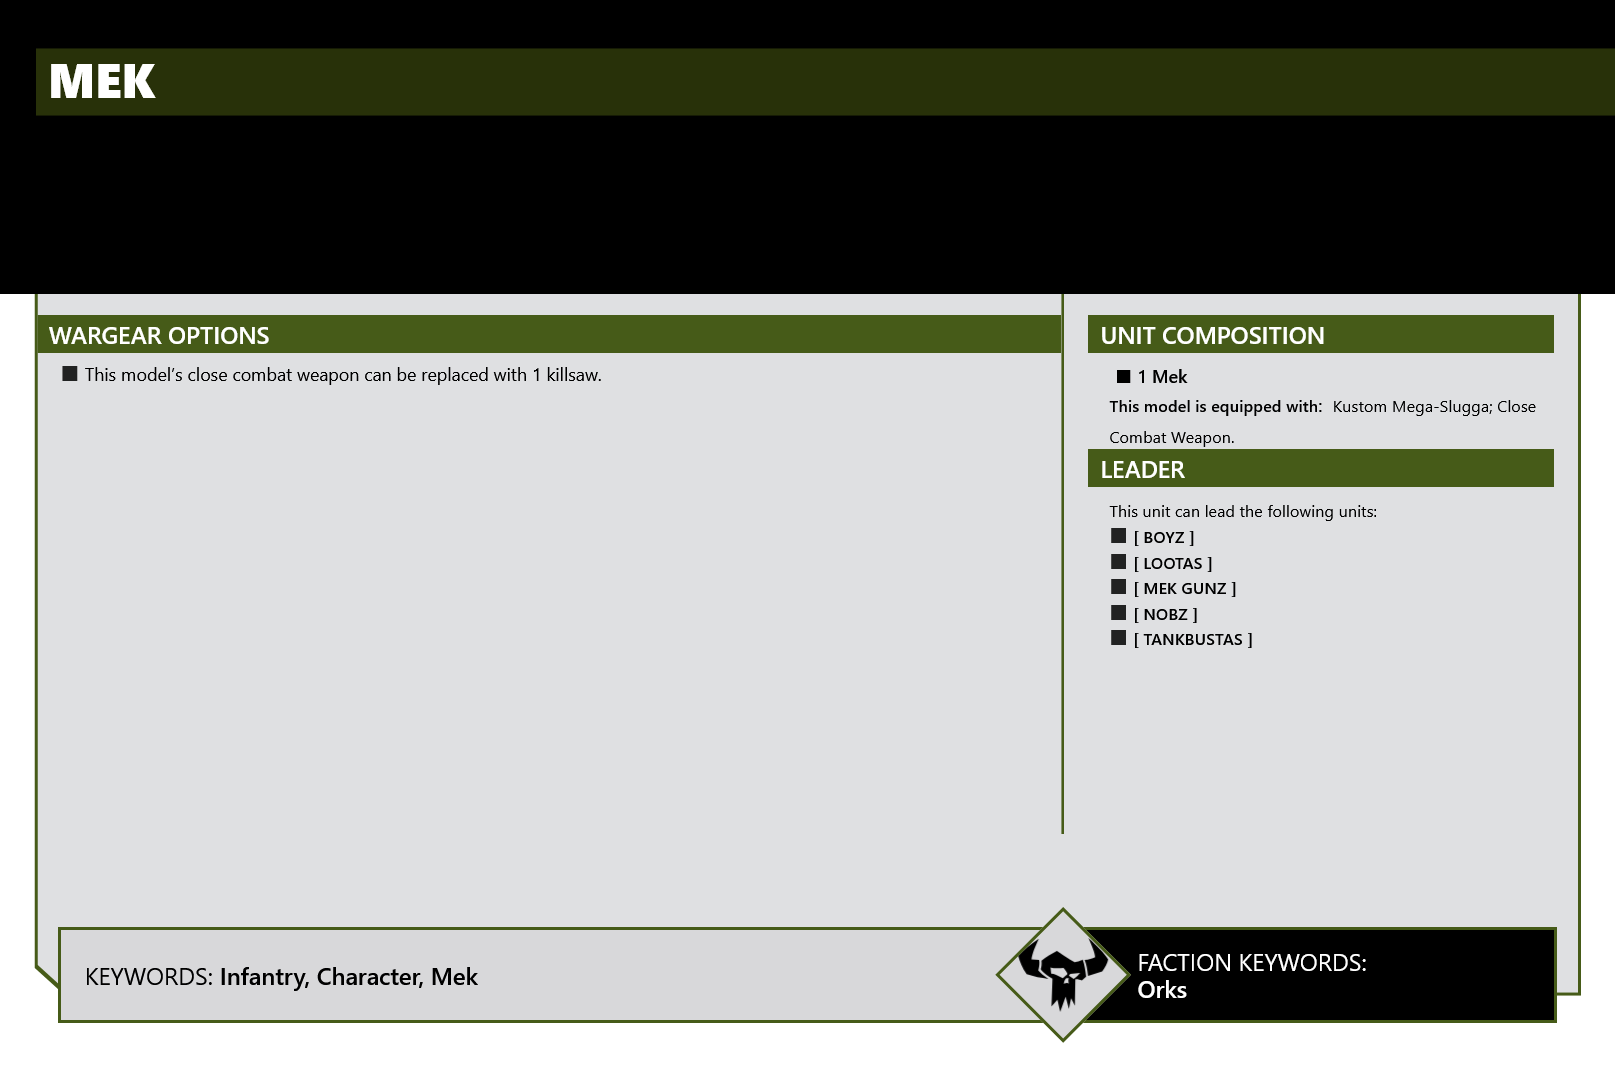 MEK
WARGEAR OPTIONS
■ This model’s close combat weapon can be replaced with 1 killsaw.
UNIT COMPOSITION
■ 1 Mek
This model is equipped with: Kustom Mega-Slugga; Close
Combat Weapon.
LEADER
This unit can lead the following units:
■ [ BOYZ ]
■ [ LOOTAS ]
■ [ MEK GUNZ ]
■ [ NOBZ ]
■ [ TANKBUSTAS ]
KEYWORDS: Infantry, Character, Mek
FACTION KEYWORDS:
Orks